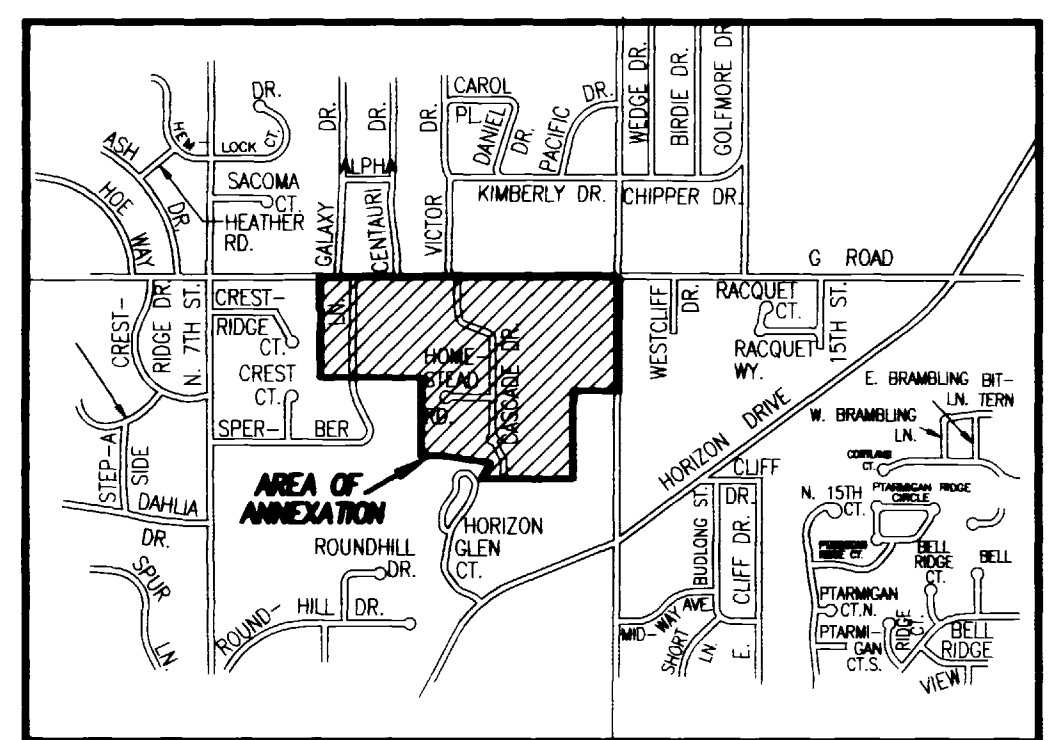 DR.
HEM-
LOCK CT.
ASH
DR.
SACOMA
CT.
HEATHER
RD.
HOE WAY
GALAXY DR.
ALPHA
CENTAURI DR.
VICTOR DR.
CAROL
PL.
DANIEL
DR.
PACIFIC DR.
WEDGE DR.
BIRDIE DR.
GOLFMORE DR
KIMBERLY DR.
CHIPPER DR.
G ROAD
CREST-
RIDGE DR.
N. 7TH ST.
CREST-
RIDGE
CT.
CREST
CT.
SPER-
BER
LN.
HOME-
STEAD
RD.
CASCADE DR.
WESTCLIFF
DR.
RACQUET
CT.
RACQUET
WY.
15TH ST.
HORIZON DRIVE
E. BRAMBLING
LN.
BIT-
TERN
W. BRAMBLING
LN.
CT.
STEP-A
SIDE
DAHLIA
DR.
AREA OF
ANNEXATION
HORIZON
GLEN
CT.
ROUNDHILL
DR.
ROUND-
HILL DR.
SPUR
LN.
CLIFF
DR.
BUDLONG ST.
CLIFF DR.
E.
MID-
WAY
AVE
SHORT
LN.
N. 15TH
CT.
PTARMIGAN RIDGE
CIRCLE
BELL
RIDGE
CT.
BELL
PTARMIGAN
CT.N.
PTARMI-
GAN
CT.S.
RIDGE
CT.
BELL
RIDGE
VIEW